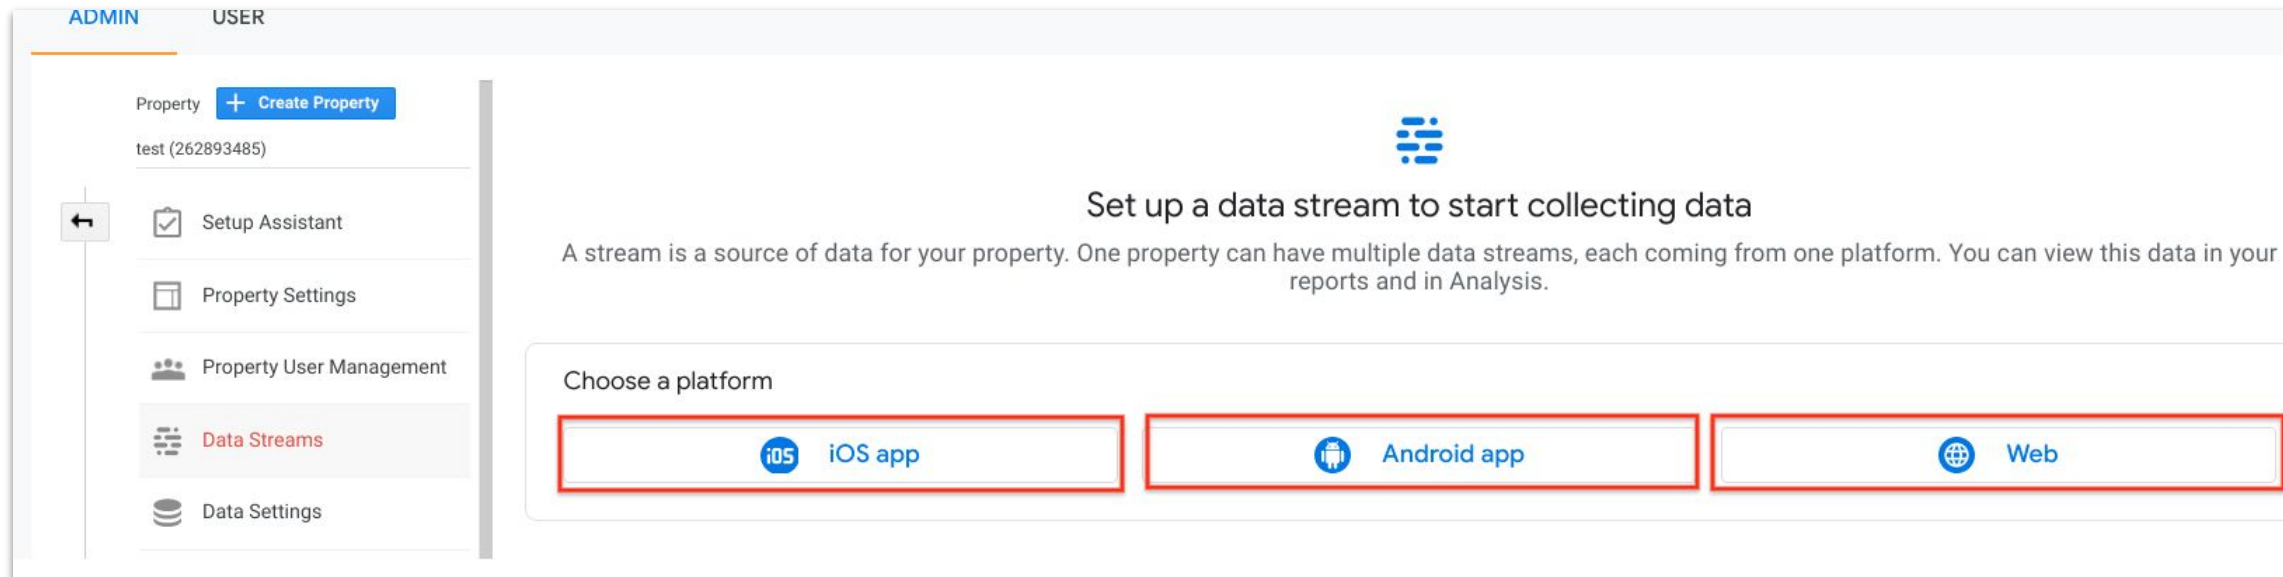 ADMIN USER
Property + Create Property
test (262893485)
Setup Assistant
Property Settings
Property User Management
Data Streams
Data Settings
Set up a data stream to start collecting data
A stream is a source of data for your property. One property can have multiple data streams, each coming from one platform. You can view this data in your
reports and in Analysis.
Choose a platform
iOS iOS app
Android app
Web